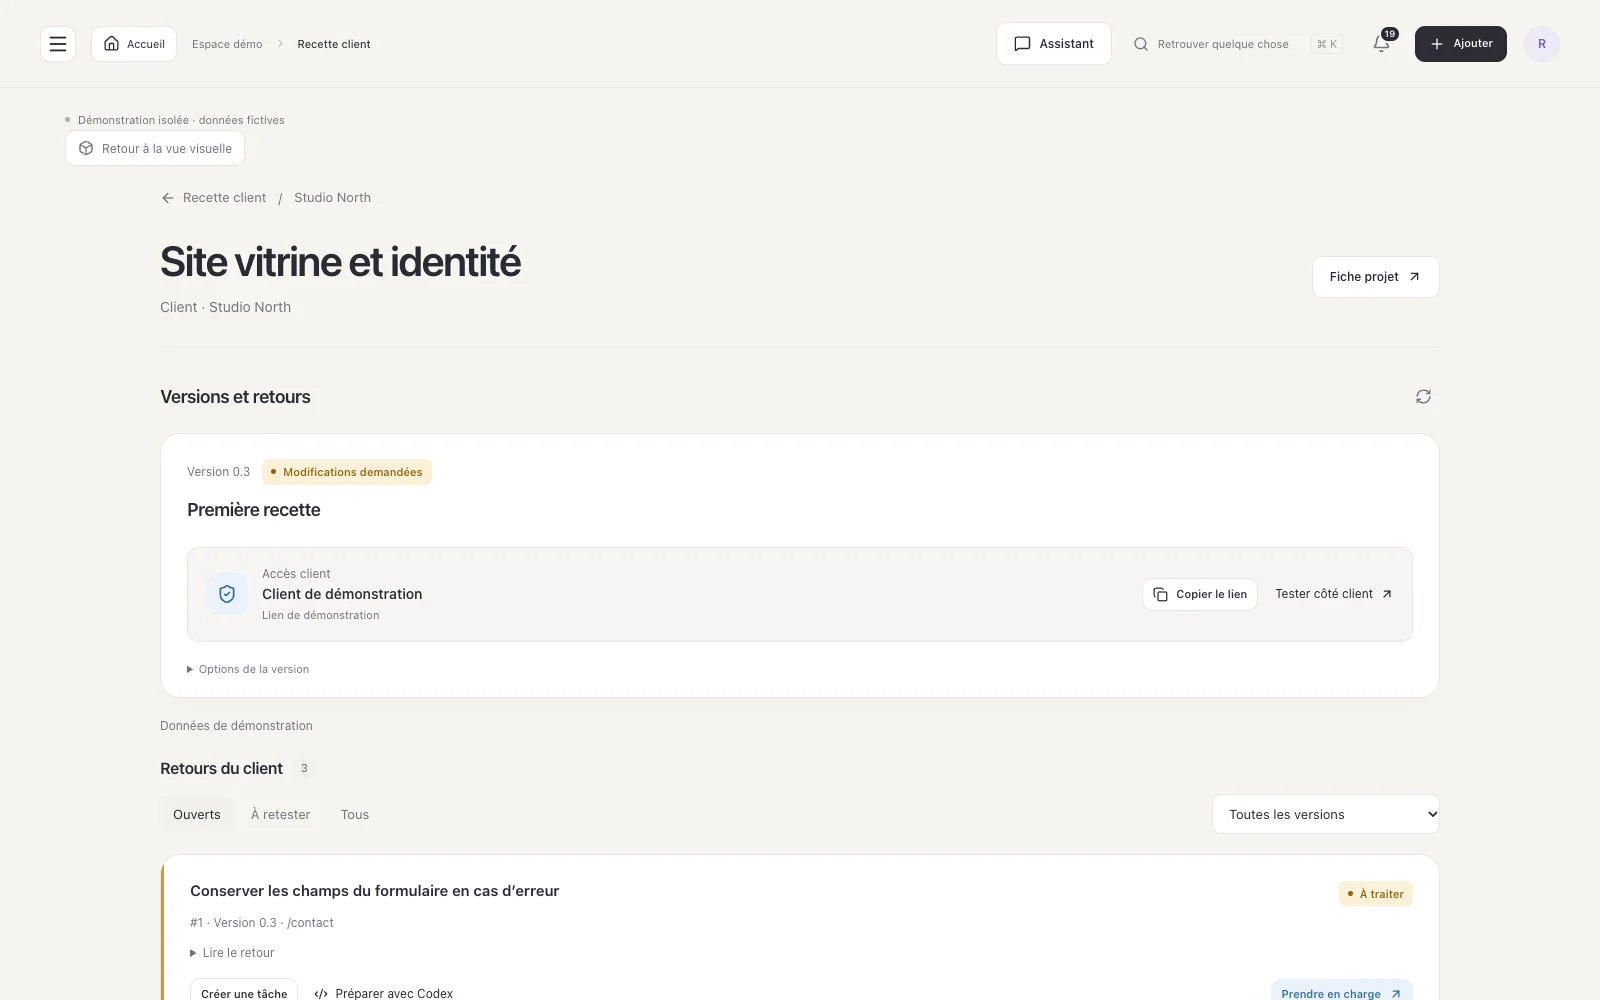 Accueil Espace démo Recette client Assistant Retrouver quelque chose ⌘ K 19 Ajouter R
Démonstration isolée · données fictives
Retour à la vue visuelle
Recette client / Studio North
Site vitrine et identité
Fiche projet
Client · Studio North
Versions et retours
Version 0.3 Modifications demandées
Première recette
Accès client
Client de démonstration
Lien de démonstration
Copier le lien Tester côté client
Options de la version
Données de démonstration
Retours du client 3
Ouverts À retester Tous Toutes les versions
Conserver les champs du formulaire en cas d’erreur À traiter
#1 · Version 0.3 · /contact
Lire le retour
Créer une tâche </> Préparer avec Codex Prendre en charge